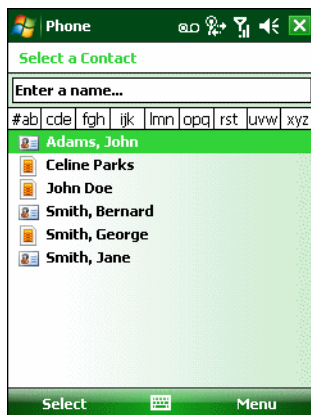 Phone
Select a Contact
Enter a name...
#ab cde fgh ijk lmn opq rst uvw xyz
Adams, John
Celine Parks
John Doe
Smith, Bernard
Smith, George
Smith, Jane
Select Menu